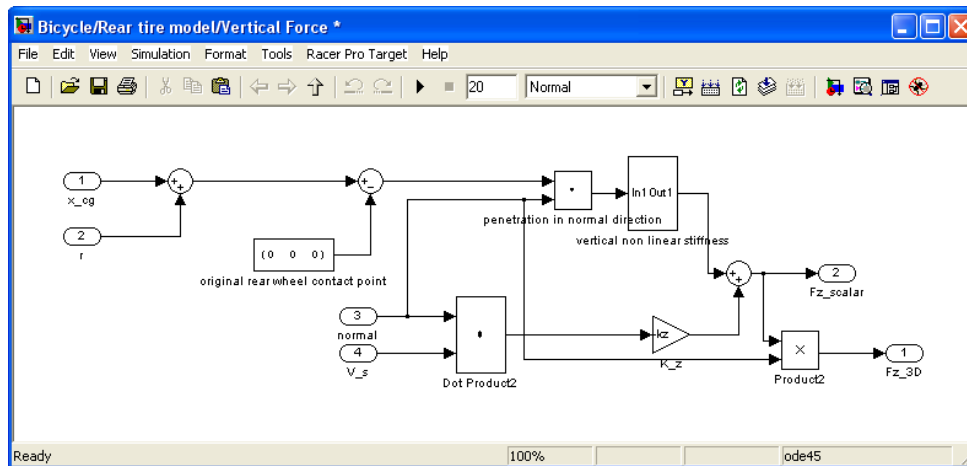 Bicycle/Rear tire model/Vertical Force *
File Edit View Simulation Format Tools Racer Pro Target Help
20 Normal
1
x_cg
2
r
(0 0 0)
original rear wheel contact point
penetration in normal direction
In1 Out1
vertical non linear stiffness
2
Fz_scalar
3
normal
4
V_s
Dot Product2
kz
K_z
Product2
1
Fz_3D
Ready 100% ode45